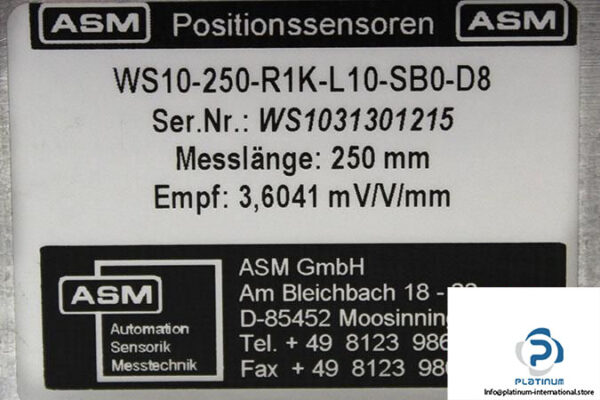 ASM Positionssensoren ASM
WS10-250-R1K-L10-SB0-D8
Ser.Nr.: WS1031301215
Messlänge: 250 mm
Empf: 3,6041 mV/V/mm
ASM
Automation
Sensorik
Messtechnik
ASM GmbH
Am Bleichbach 18 -
D-85452 Moosinning
Tel. + 49 8123 986
Fax + 49 8123 986
PLATINUM
Info@platinum-international.store